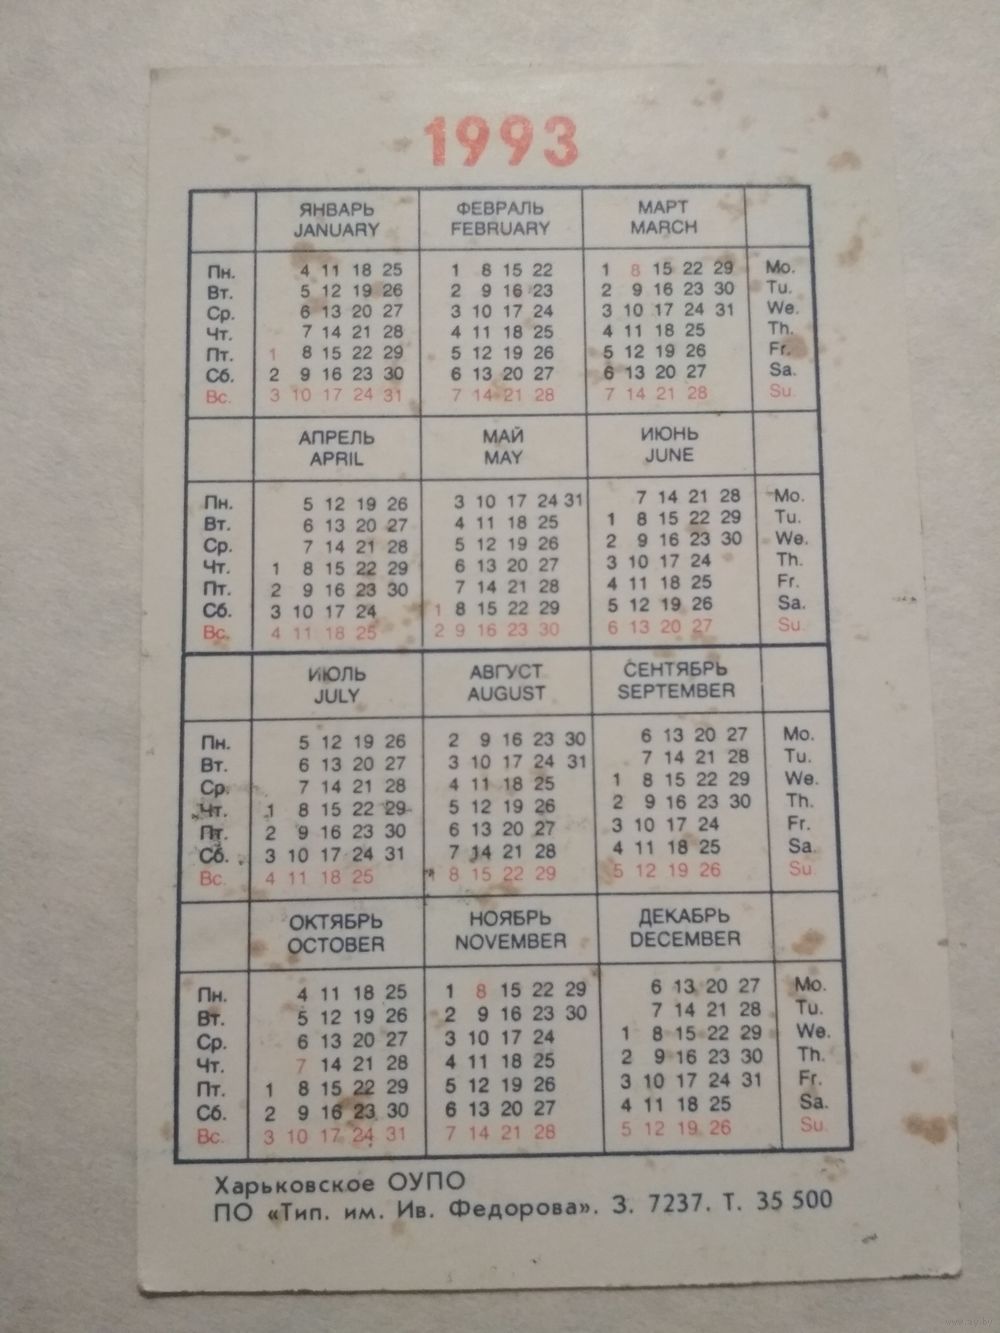 1993
ЯНВАРЬ ФЕВРАЛЬ МАРТ
JANUARY FEBRUARY MARCH
Пн. 4 11 18 25 1 8 15 22 1 8 15 22 29 Mo.
Вт. 5 12 19 26 2 9 16 23 2 9 16 23 30 Tu.
Ср. 6 13 20 27 3 10 17 24 3 10 17 24 31 We.
Чт. 7 14 21 28 4 11 18 25 4 11 18 25 Th.
Пт. 1 8 15 22 29 5 12 19 26 5 12 19 26 Fr.
Сб. 2 9 16 23 30 6 13 20 27 6 13 20 27 Sa.
Вс. 3 10 17 24 31 7 14 21 28 7 14 21 28 Su.
АПРЕЛЬ МАЙ ИЮНЬ
APRIL MAY JUNE
Пн. 5 12 19 26 3 10 17 24 31 7 14 21 28 Mo.
Вт. 6 13 20 27 4 11 18 25 1 8 15 22 29 Tu.
Ср. 7 14 21 28 5 12 19 26 2 9 16 23 30 We.
Чт. 1 8 15 22 29 6 13 20 27 3 10 17 24 Th.
Пт. 2 9 16 23 30 7 14 21 28 4 11 18 25 Fr.
Сб. 3 10 17 24 1 8 15 22 29 5 12 19 26 Sa.
Вс. 4 11 18 25 2 9 16 23 30 6 13 20 27 Su.
ИЮЛЬ АВГУСТ СЕНТЯБРЬ
JULY AUGUST SEPTEMBER
Пн. 5 12 19 26 2 9 16 23 30 6 13 20 27 Mo.
Вт. 6 13 20 27 3 10 17 24 31 7 14 21 28 Tu.
Ср. 7 14 21 28 4 11 18 25 1 8 15 22 29 We.
Чт. 1 8 15 22 29 5 12 19 26 2 9 16 23 30 Th.
Пт. 2 9 16 23 30 6 13 20 27 3 10 17 24 Fr.
Сб. 3 10 17 24 31 7 14 21 28 4 11 18 25 Sa.
Вс. 4 11 18 25 8 15 22 29 5 12 19 26 Su.
ОКТЯБРЬ НОЯБРЬ ДЕКАБРЬ
OCTOBER NOVEMBER DECEMBER
Пн. 4 11 18 25 1 8 15 22 29 6 13 20 27 Mo.
Вт. 5 12 19 26 2 9 16 23 30 7 14 21 28 Tu.
Ср. 6 13 20 27 3 10 17 24 1 8 15 22 29 We.
Чт. 7 14 21 28 4 11 18 25 2 9 16 23 30 Th.
Пт. 1 8 15 22 29 5 12 19 26 3 10 17 24 31 Fr.
Сб. 2 9 16 23 30 6 13 20 27 4 11 18 25 Sa.
Вс. 3 10 17 24 31 7 14 21 28 5 12 19 26 Su.
Харьковское ОУПО
ПО «Тип. им. Ив. Федорова». З. 7237. Т. 35 500